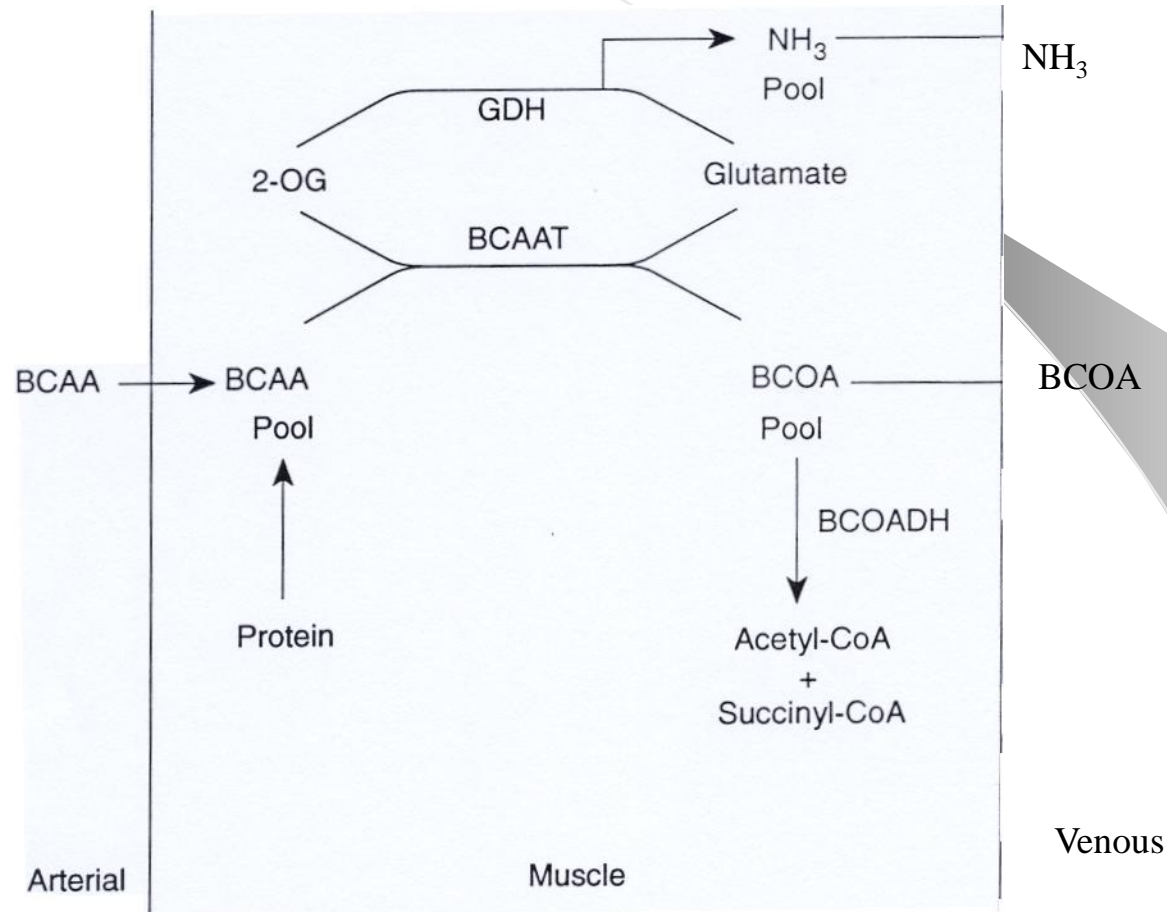 NH₃
NH₃
Pool
GDH
2-OG
Glutamate
BCAAT
BCAA
BCAA
BCOA
BCOA
Pool
Pool
BCOADH
Protein
Acetyl-CoA
+
Succinyl-CoA
Venous
Arterial
Muscle